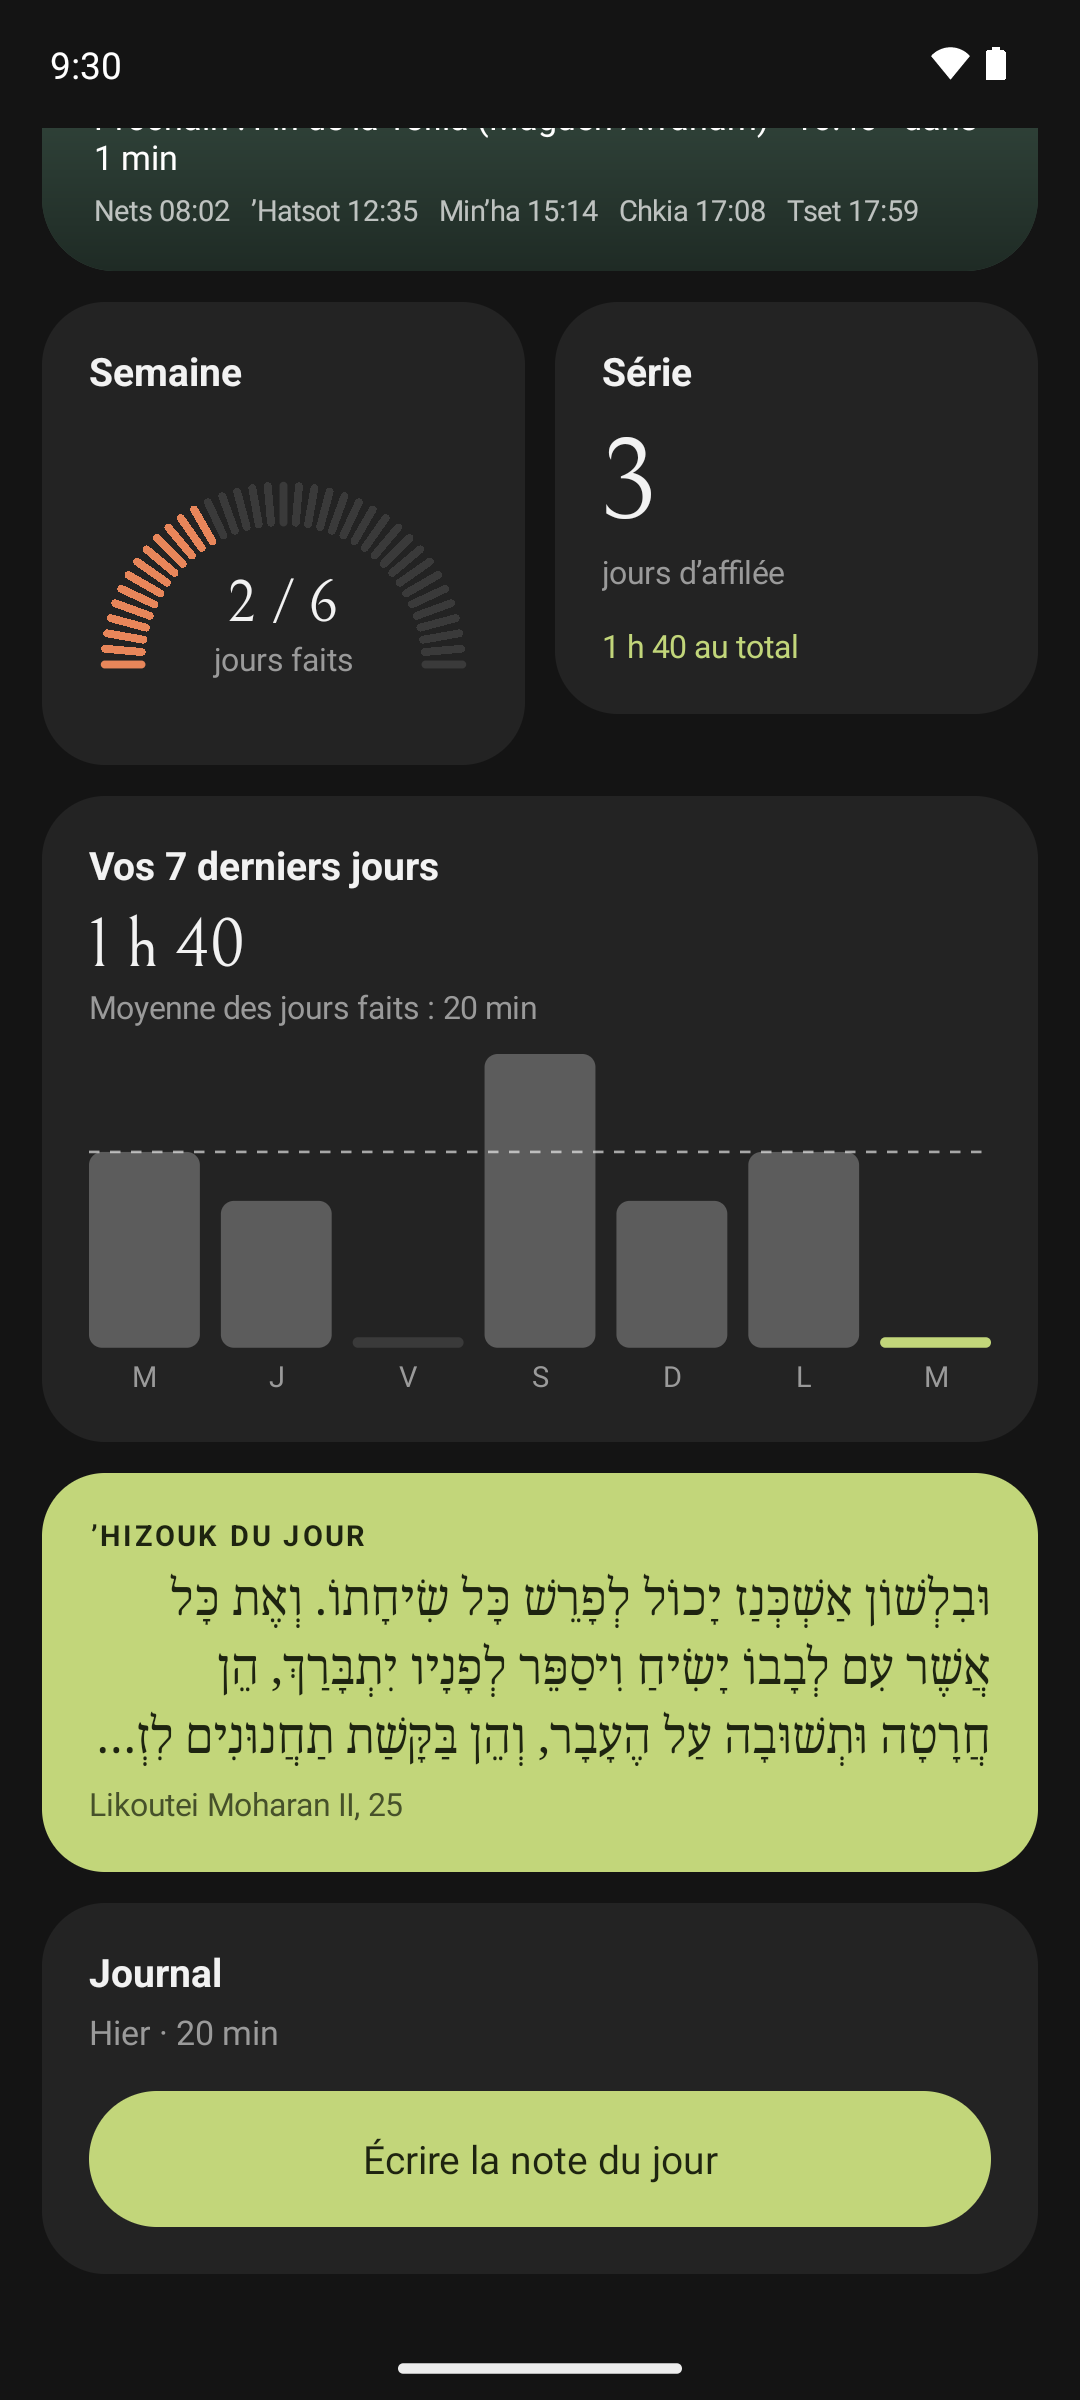 9:30
1 min
Nets 08:02 ’Hatsot 12:35 Min’ha 15:14 Chkia 17:08 Tset 17:59
Semaine
2 / 6
jours faits
Série
3
jours d’affilée
1 h 40 au total
Vos 7 derniers jours
1 h 40
Moyenne des jours faits : 20 min
M J V S D L M
’HIZOUK DU JOUR
וּבִלְשׁוֹן אַשְׁכְּנַז יָכוֹל לְפָרֵשׁ כָּל שִׂיחָתוֹ. וְאֶת כָּל
אֲשֶׁר עִם לְבָבוֹ יָשִׂיחַ וִיסַפֵּר לְפָנָיו יִתְבָּרַךְ, הֵן
חֲרָטָה וּתְשׁוּבָה עַל הֶעָבָר, וְהֵן בַּקָּשַׁת תַּחֲנוּנִים לִזְ...
Likoutei Moharan II, 25
Journal
Hier · 20 min
Écrire la note du jour